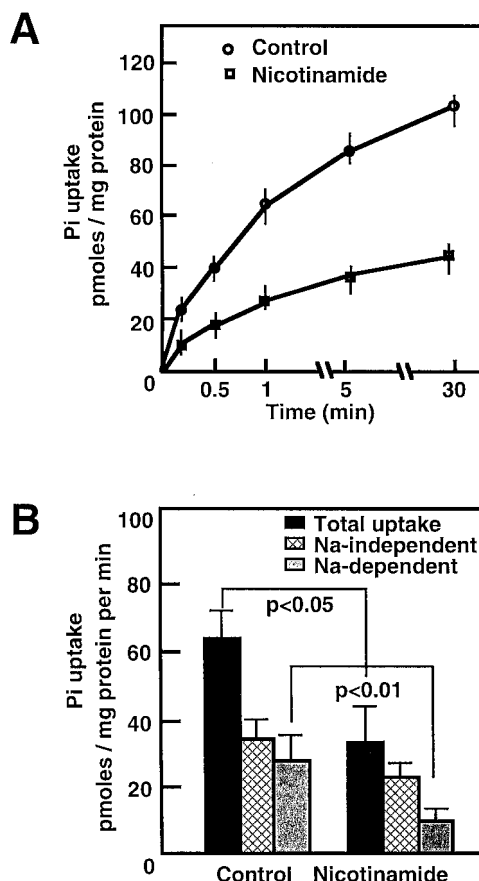 A
Control
Nicotinamide
120
100
80
60
40
20
0
Pi uptake
pmoles / mg protein
0.5 1 5 30
Time (min)
B
Total uptake
Na-independent
Na-dependent
100
80
60
40
20
0
Pi uptake
pmoles / mg protein per min
p<0.05
p<0.01
Control Nicotinamide